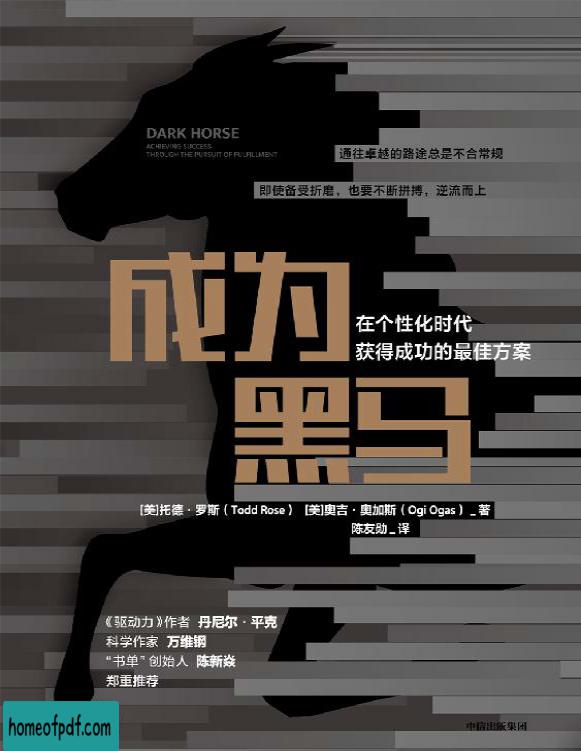 DARK HORSE
ACHIEVING SUCCESS
THROUGH THE PURSUIT OF FULFILLMENT
通往卓越的路途总是不合常规
即使备受折磨，也要不断拼搏，逆流而上
成为
在个性化时代
获得成功的最佳方案
黑马
[美]托德·罗斯（Todd Rose） [美]奥吉·奥加斯（Ogi Ogas）_著
陈友勋_译
《驱动力》作者 丹尼尔·平克
科学作家 万维钢
“书单”创始人 陈新焱
郑重推荐
homeofpdf.com
中信出版集团